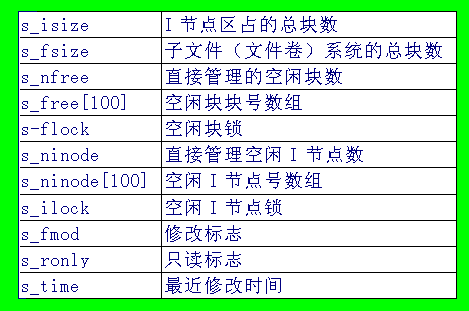 s_isize I节点区占的总块数
s_fsize 子文件（文件卷）系统的总块数
s_nfree 直接管理的空闲块数
s_free[100] 空闲块块号数组
s-flock 空闲块锁
s_ninode 直接管理空闲I节点数
s_ninode[100] 空闲I节点号数组
s_ilock 空闲I节点锁
s_fmod 修改标志
s_ronly 只读标志
s_time 最近修改时间